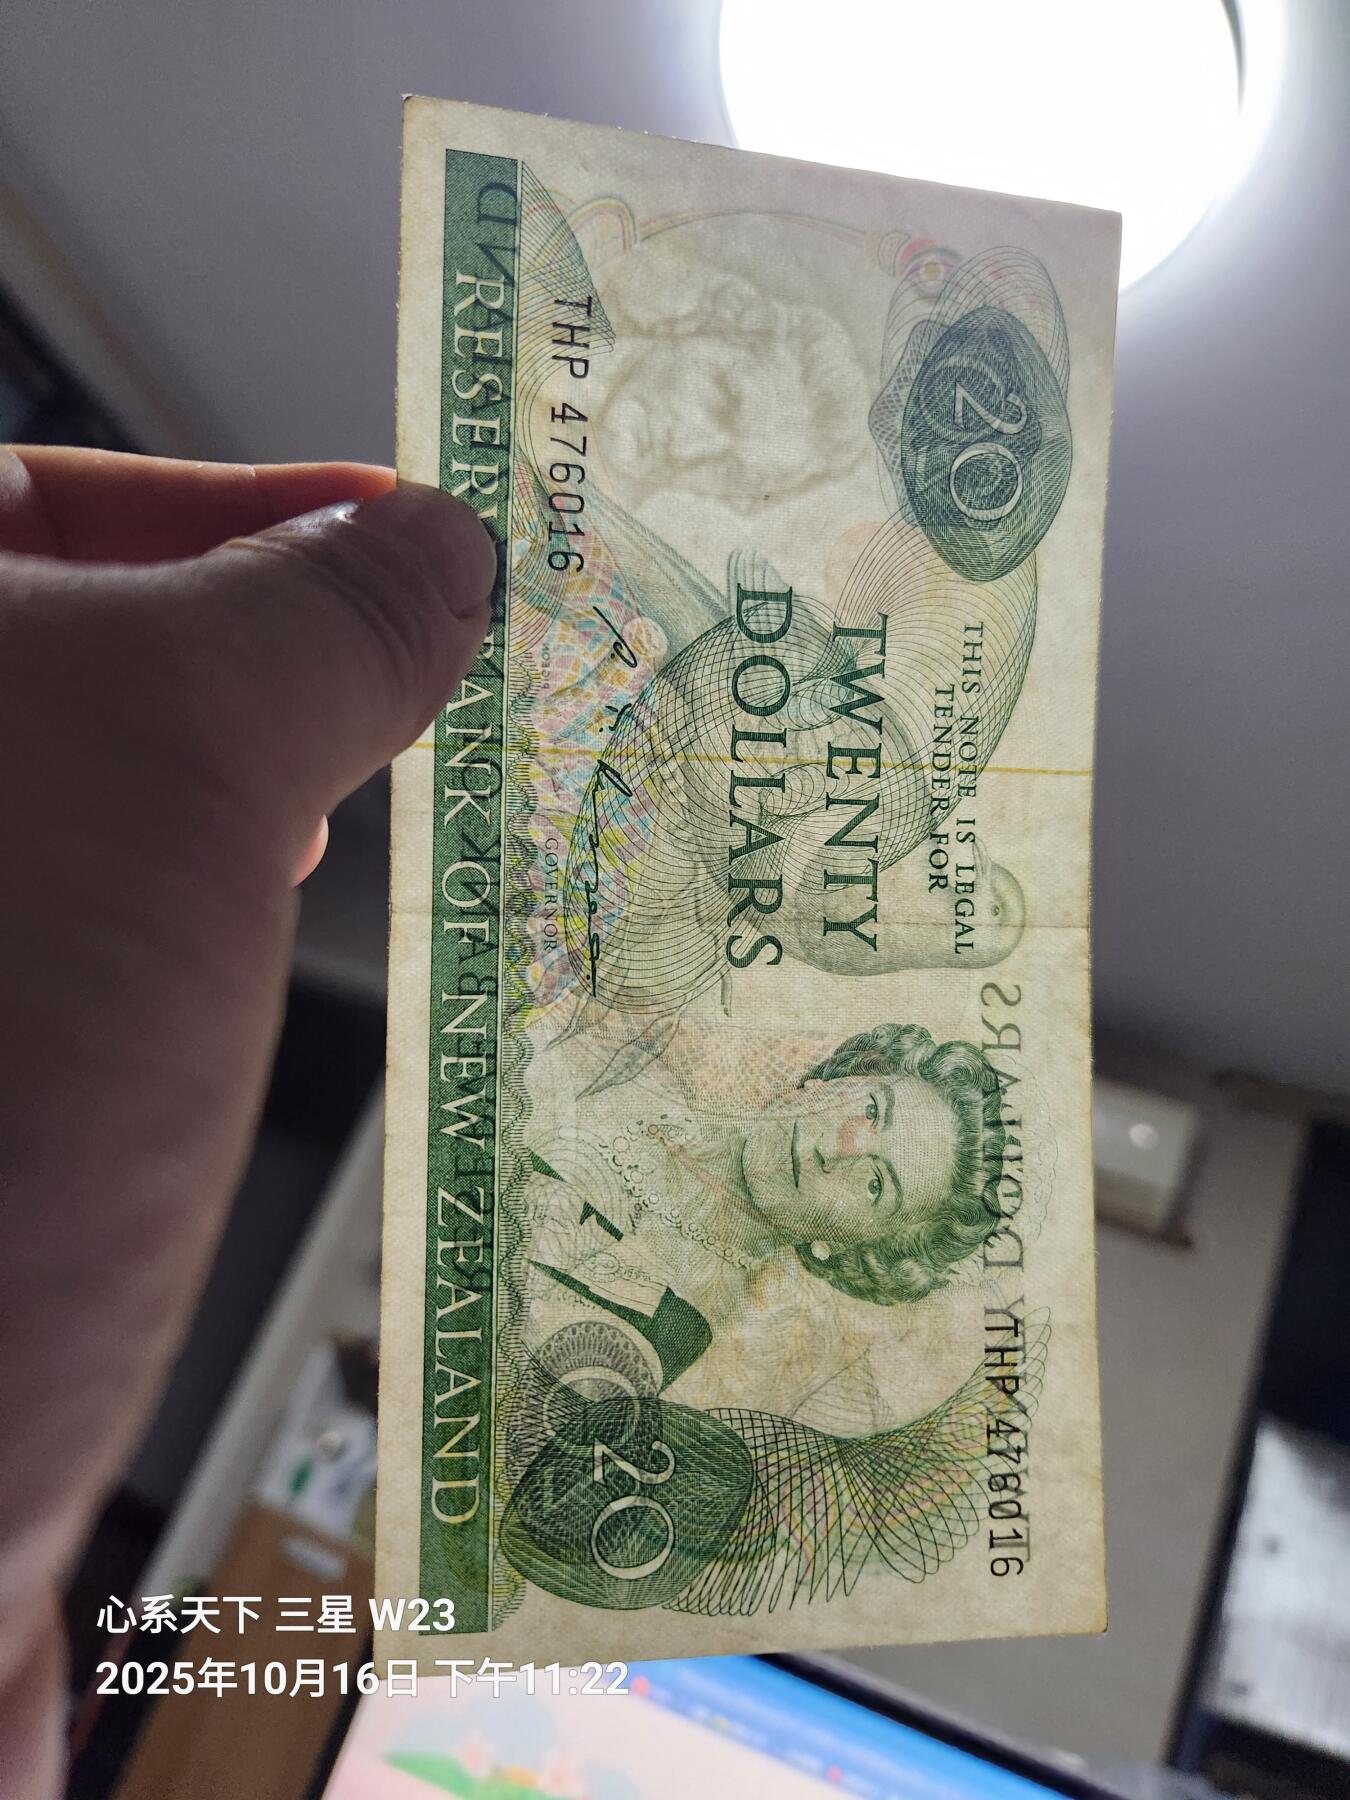 RESERVE BANK OF NEW ZEALAND
THP 476016
GOVERNOR
TWENTY
DOLLARS
THIS NOTE IS LEGAL
TENDER FOR
20
20
THP 476016
心系天下 三星 W23
2025年10月16日 下午11:22